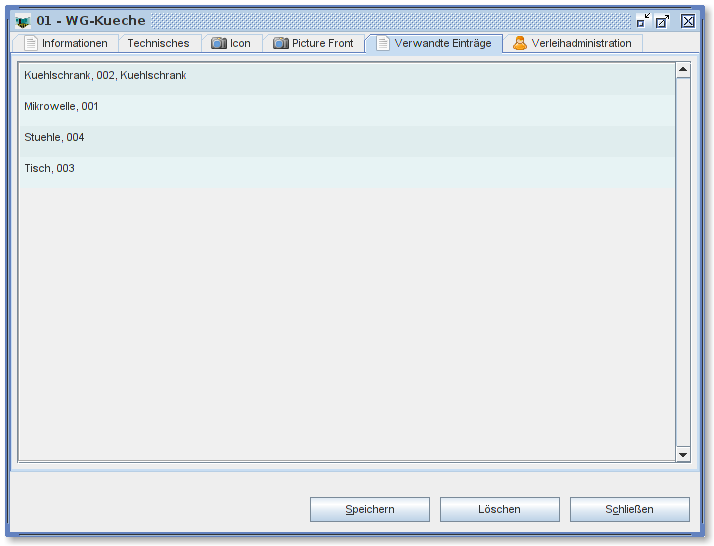 01 - WG-Kueche
Informationen Technisches Icon Picture Front Verwandte Einträge Verleihadministration
Kuehlschrank, 002, Kuehlschrank
Mikrowelle, 001
Stuehle, 004
Tisch, 003
Speichern Löschen Schließen